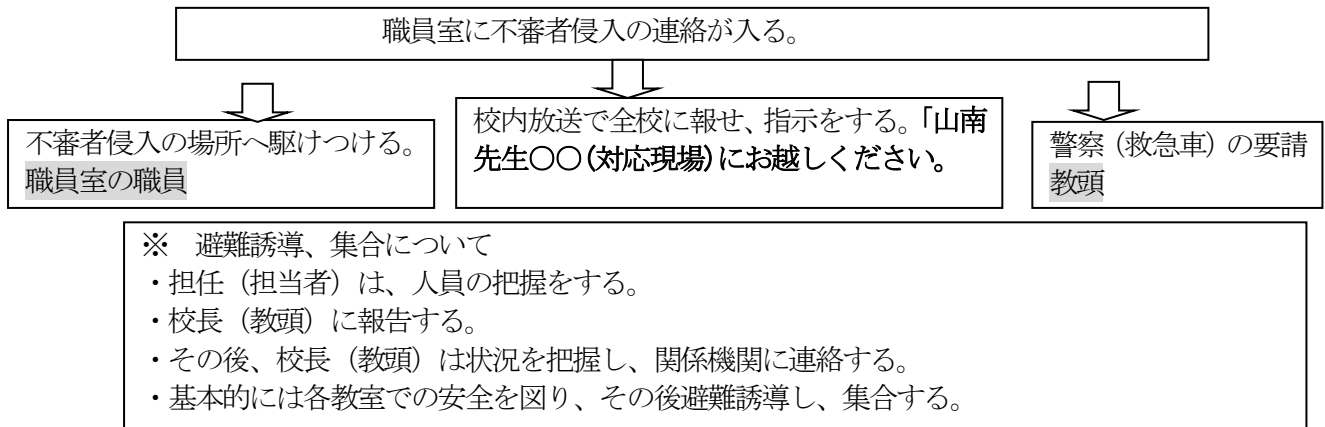 職員室に不審者侵入の連絡が入る。
不審者侵入の場所へ駆けつける。
職員室の職員
校内放送で全校に報せ、指示をする。「山南
先生〇〇(対応現場)にお越しください。
警察（救急車）の要請
教頭
※　避難誘導、集合について
・担任（担当者）は、人員の把握をする。
・校長（教頭）に報告する。
・その後、校長（教頭）は状況を把握し、関係機関に連絡する。
・基本的には各教室での安全を図り、その後避難誘導し、集合する。